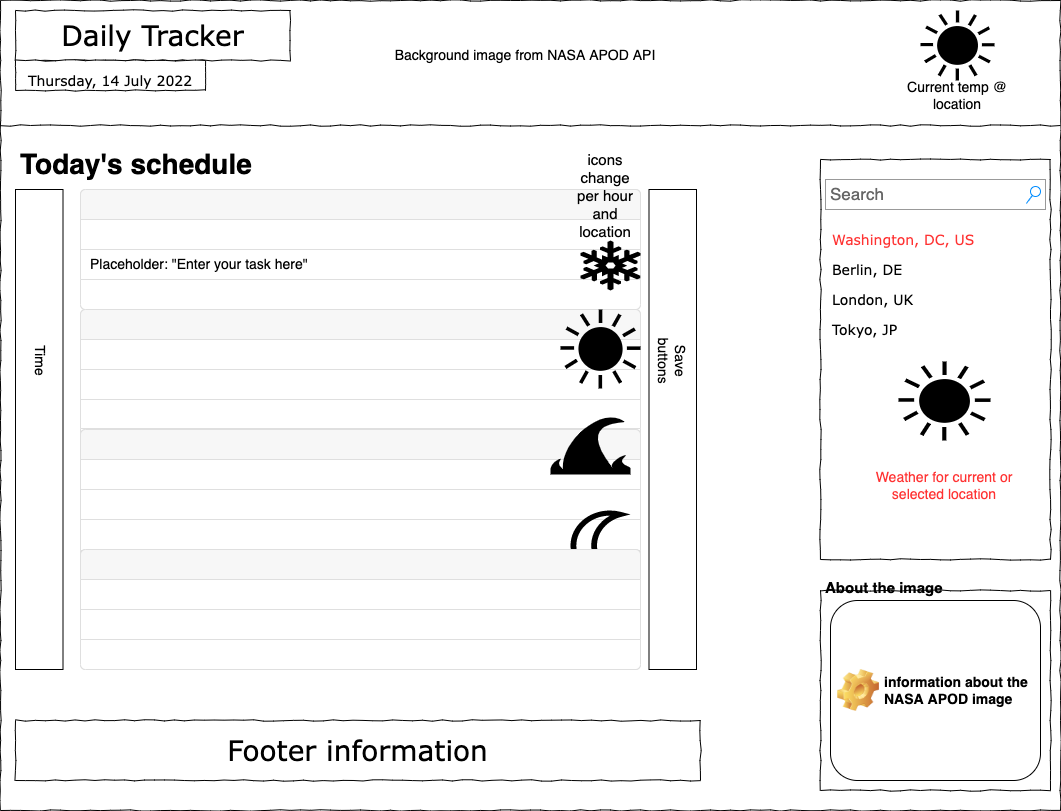 Daily Tracker
Thursday, 14 July 2022
Background image from NASA APOD API
Current temp @
location
Today's schedule
icons
change
per hour
and
location
Placeholder: "Enter your task here"
Time
Save
buttons
Search
Washington, DC, US
Berlin, DE
London, UK
Tokyo, JP
Weather for current or
selected location
About the image
information about the
NASA APOD image
Footer information